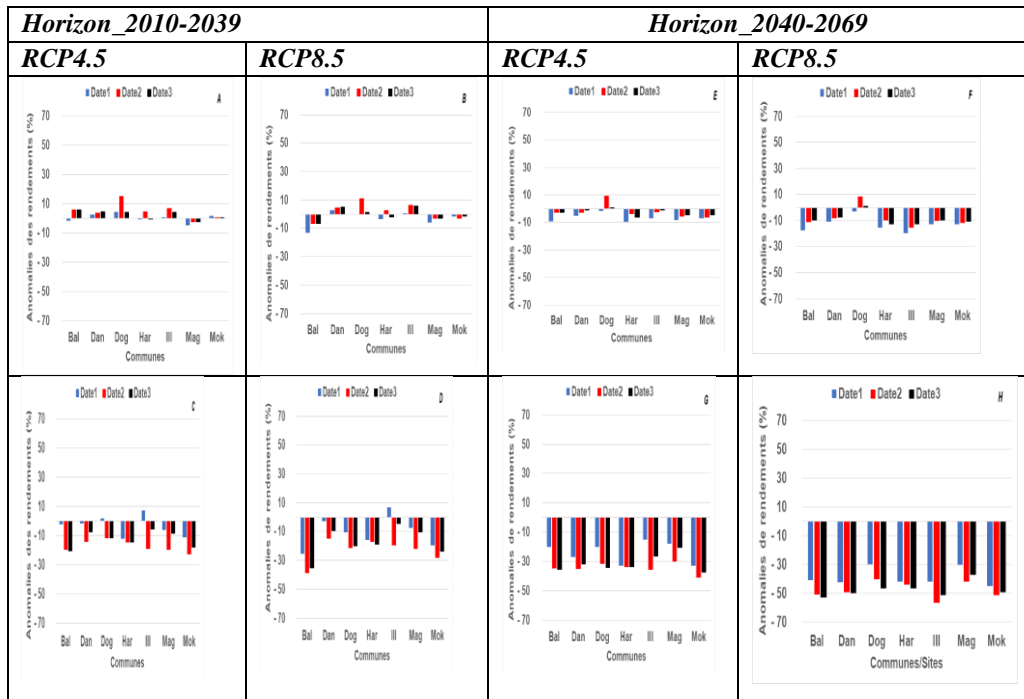 Horizon_2010-2039
Horizon_2040-2069
RCP4.5
RCP8.5
RCP4.5
RCP8.5
Date1 Date2 Date3
A
Anomalies des rendements (%)
70
50
30
10
-10
-30
-50
-70
Bal Dan Dog Har Ill Mag Mok
Communes
Date1 Date2 Date3
B
Anomalies de rendements (%)
70
50
30
10
-10
-30
-50
-70
Bal Dan Dog Har Ill Mag Mok
Communes
Date1 Date2 Date3
E
Anomalies de rendements (%)
70
50
30
10
-10
-30
-50
-70
Bal Dan Dog Har Ill Mag Mok
Communes
Date1 Date2 Date3
F
Anomalies de rendements (%)
70
50
30
10
-10
-30
-50
-70
Bal Dan Dog Har Ill Mag Mok
Communes
Date1 Date2 Date3
C
Anomalies des rendements (%)
70
50
30
10
-10
-30
-50
-70
Bal Dan Dog Har Ill Mag Mok
Communes
Date1 Date2 Date3
D
Anomalies de rendements (%)
70
50
30
10
-10
-30
-50
-70
Bal Dan Dog Har Ill Mag Mok
Communes
Date1 Date2 Date3
G
Anomalies de rendements (%)
70
50
30
10
-10
-30
-50
-70
Bal Dan Dog Har Ill Mag Mok
Communes
Date1 Date2 Date3
H
Anomalies de rendements (%)
70
50
30
10
-10
-30
-50
-70
Bal Dan Dog Har Ill Mag Mok
Communes/Sites